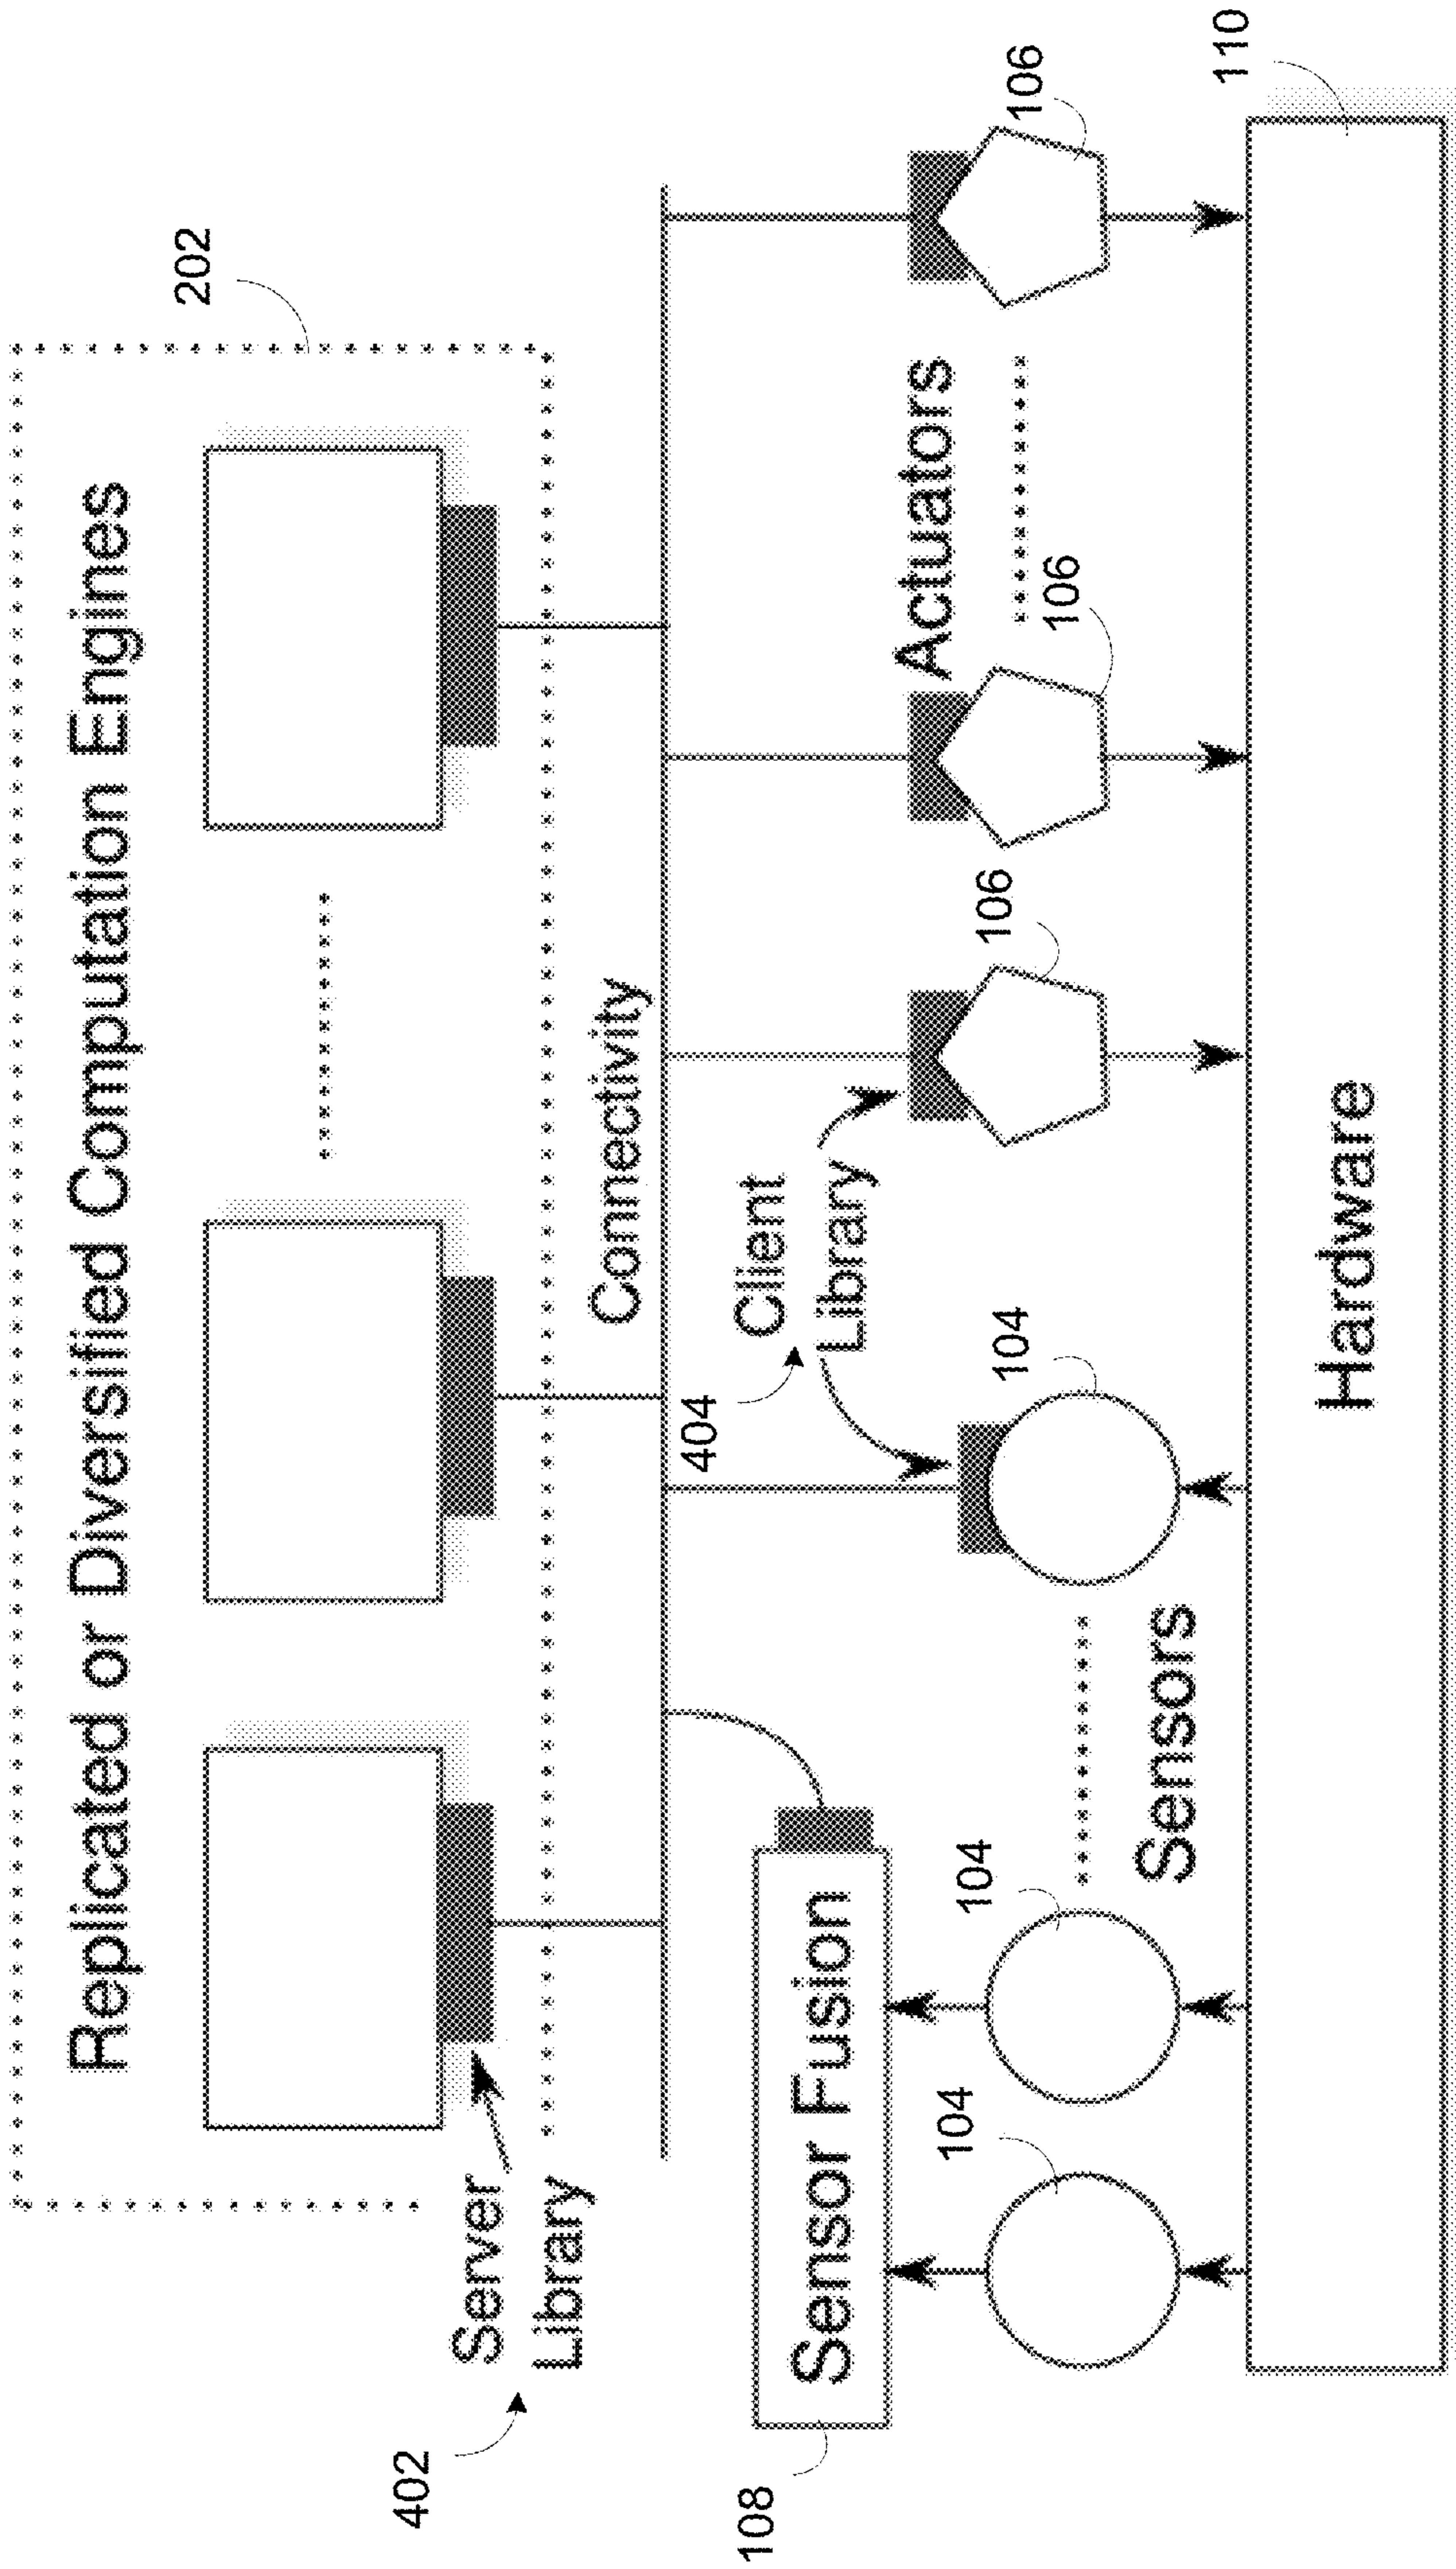 Replicated or Diversified Computation Engines
202
Server
Library
402
Connectivity
404
Client
Library
Actuators
106
106
106
Sensor Fusion
108
104
104
104
Sensors
Hardware
110